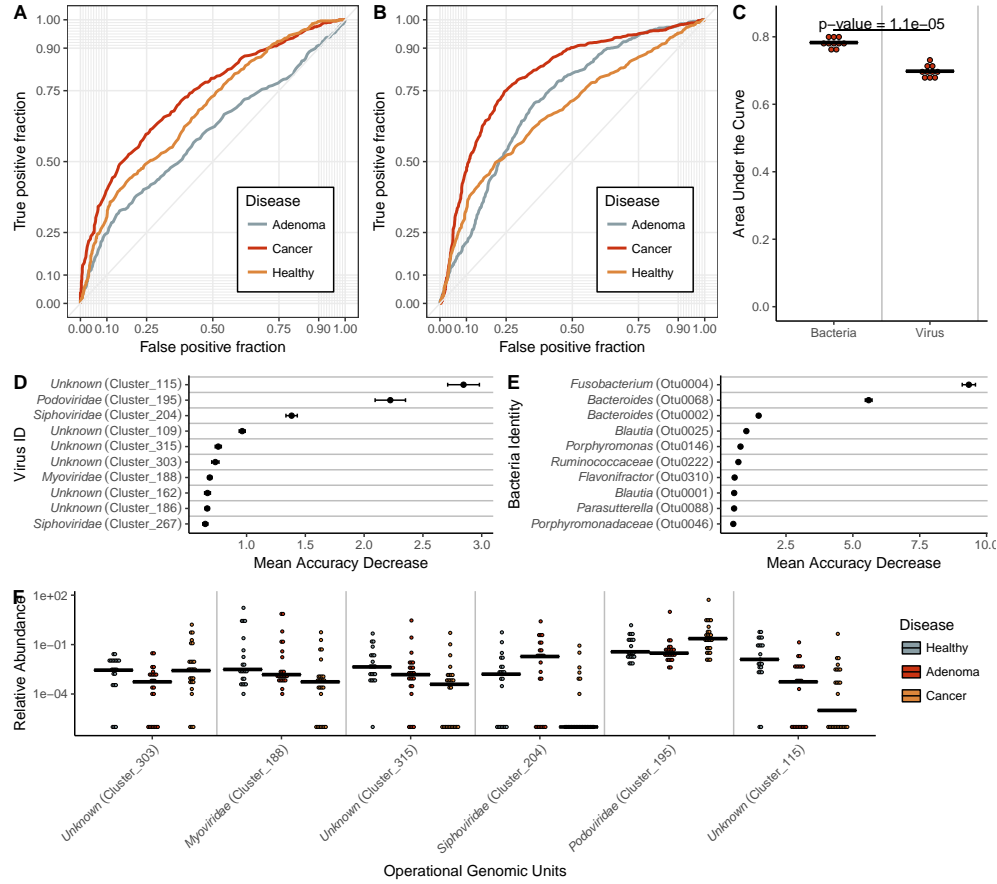 A
True positive fraction
1.00
0.90
0.75
0.50
0.25
0.10
0.00
Disease
Adenoma
Cancer
Healthy
0.00 0.10 0.25 0.50 0.75 0.90 1.00
False positive fraction
B
True positive fraction
1.00
0.90
0.75
0.50
0.25
0.10
0.00
Disease
Adenoma
Cancer
Healthy
0.00 0.10 0.25 0.50 0.75 0.90 1.00
False positive fraction
C
p−value = 1.1e−05
Area Under the Curve
0.8
0.6
0.4
0.2
0.0
Bacteria Virus
D
Virus ID
Unknown (Cluster_115)
Podoviridae (Cluster_195)
Siphoviridae (Cluster_204)
Unknown (Cluster_109)
Unknown (Cluster_315)
Unknown (Cluster_303)
Myoviridae (Cluster_188)
Unknown (Cluster_162)
Unknown (Cluster_186)
Siphoviridae (Cluster_267)
1.0 1.5 2.0 2.5 3.0
Mean Accuracy Decrease
E
Bacteria Identity
Fusobacterium (Otu0004)
Bacteroides (Otu0068)
Bacteroides (Otu0002)
Blautia (Otu0025)
Porphyromonas (Otu0146)
Ruminococcaceae (Otu0222)
Flavonifractor (Otu0310)
Blautia (Otu0001)
Parasutterella (Otu0088)
Porphyromonadaceae (Otu0046)
2.5 5.0 7.5 10.0
Mean Accuracy Decrease
F
Relative Abundance
1e+02
1e−01
1e−04
Unknown (Cluster_303)
Myoviridae (Cluster_188)
Unknown (Cluster_315)
Siphoviridae (Cluster_204)
Podoviridae (Cluster_195)
Unknown (Cluster_115)
Operational Genomic Units
Disease
Healthy
Adenoma
Cancer